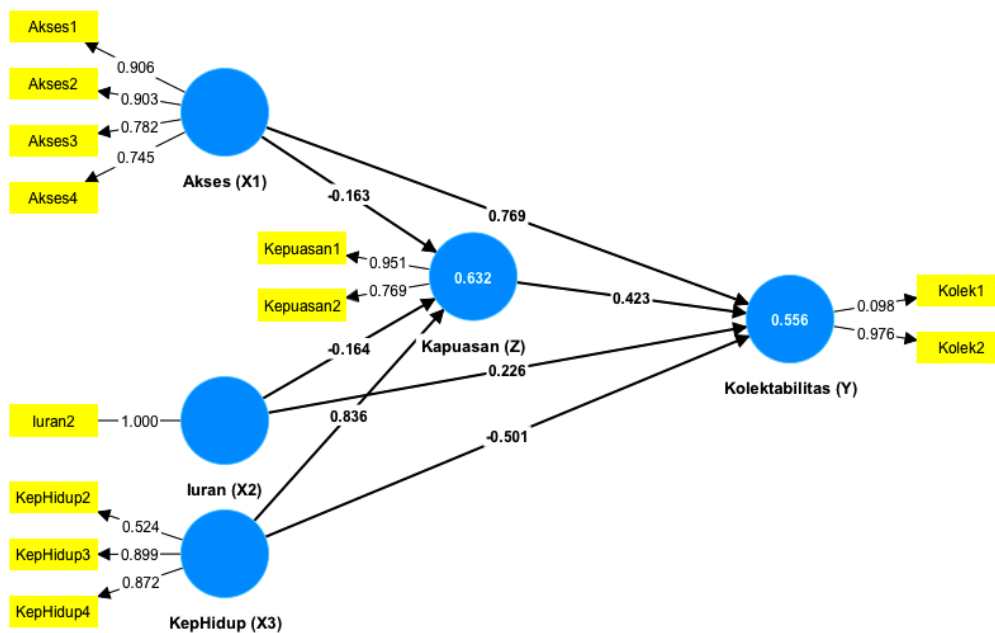 Akses1
0.906
Akses2
0.903
Akses3
0.782
0.745
Akses4
Akses (X1)
-0.163
0.769
Kepuasan1
0.951
0.632
Kepuasan2
0.769
0.423
0.556
Kolek1
0.098
0.976
Kolek2
-0.164
Kapuasan (Z)
0.226
Kolektabilitas (Y)
Iuran2
1.000
0.836
-0.501
Iuran (X2)
KepHidup2
0.524
KepHidup3
0.899
0.872
KepHidup4
KepHidup (X3)